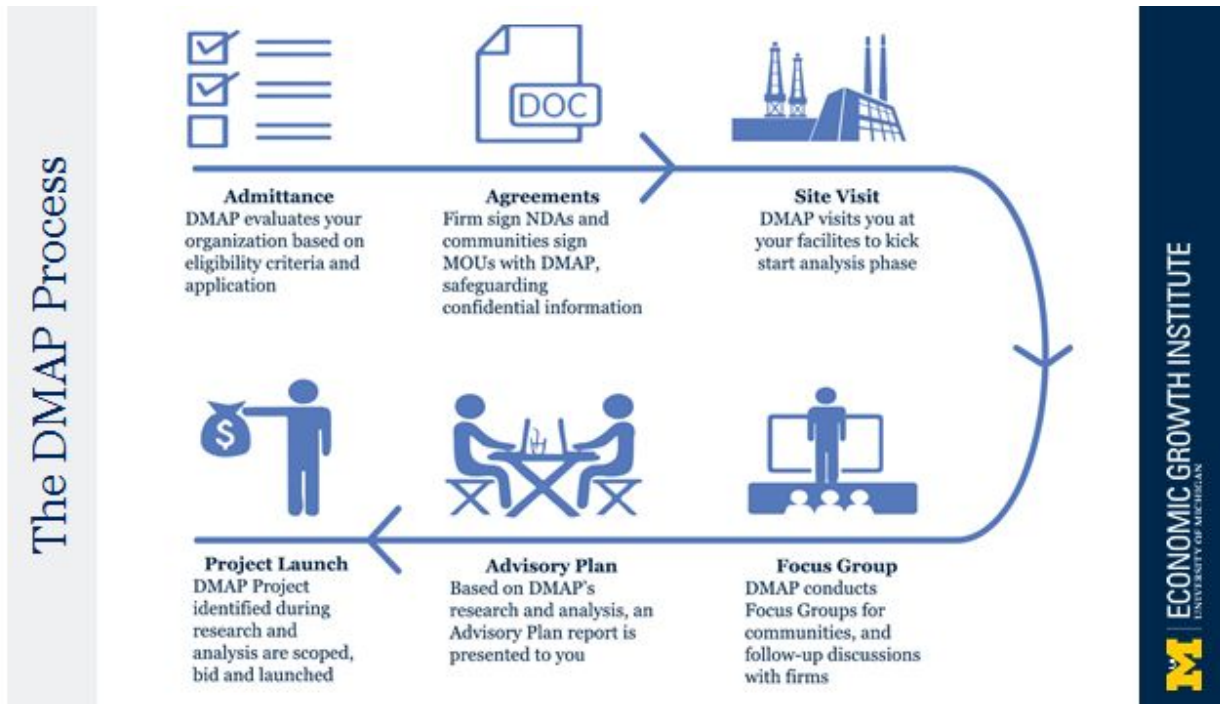 The DMAP Process
DOC
Admittance
DMAP evaluates your
organization based on
eligibility criteria and
application
Agreements
Firm sign NDAs and
communities sign
MOUs with DMAP,
safeguarding
confidential information
Site Visit
DMAP visits you at
your facilites to kick
start analysis phase
$
Focus Group
DMAP conducts
Focus Groups for
communities, and
follow-up discussions
with firms
Advisory Plan
Based on DMAP's
research and analysis, an
Advisory Plan report is
presented to you
Project Launch
DMAP Project
identified during
research and
analysis are scoped,
bid and launched
M
ECONOMIC GROWTH INSTITUTE
UNIVERSITY OF MICHIGAN